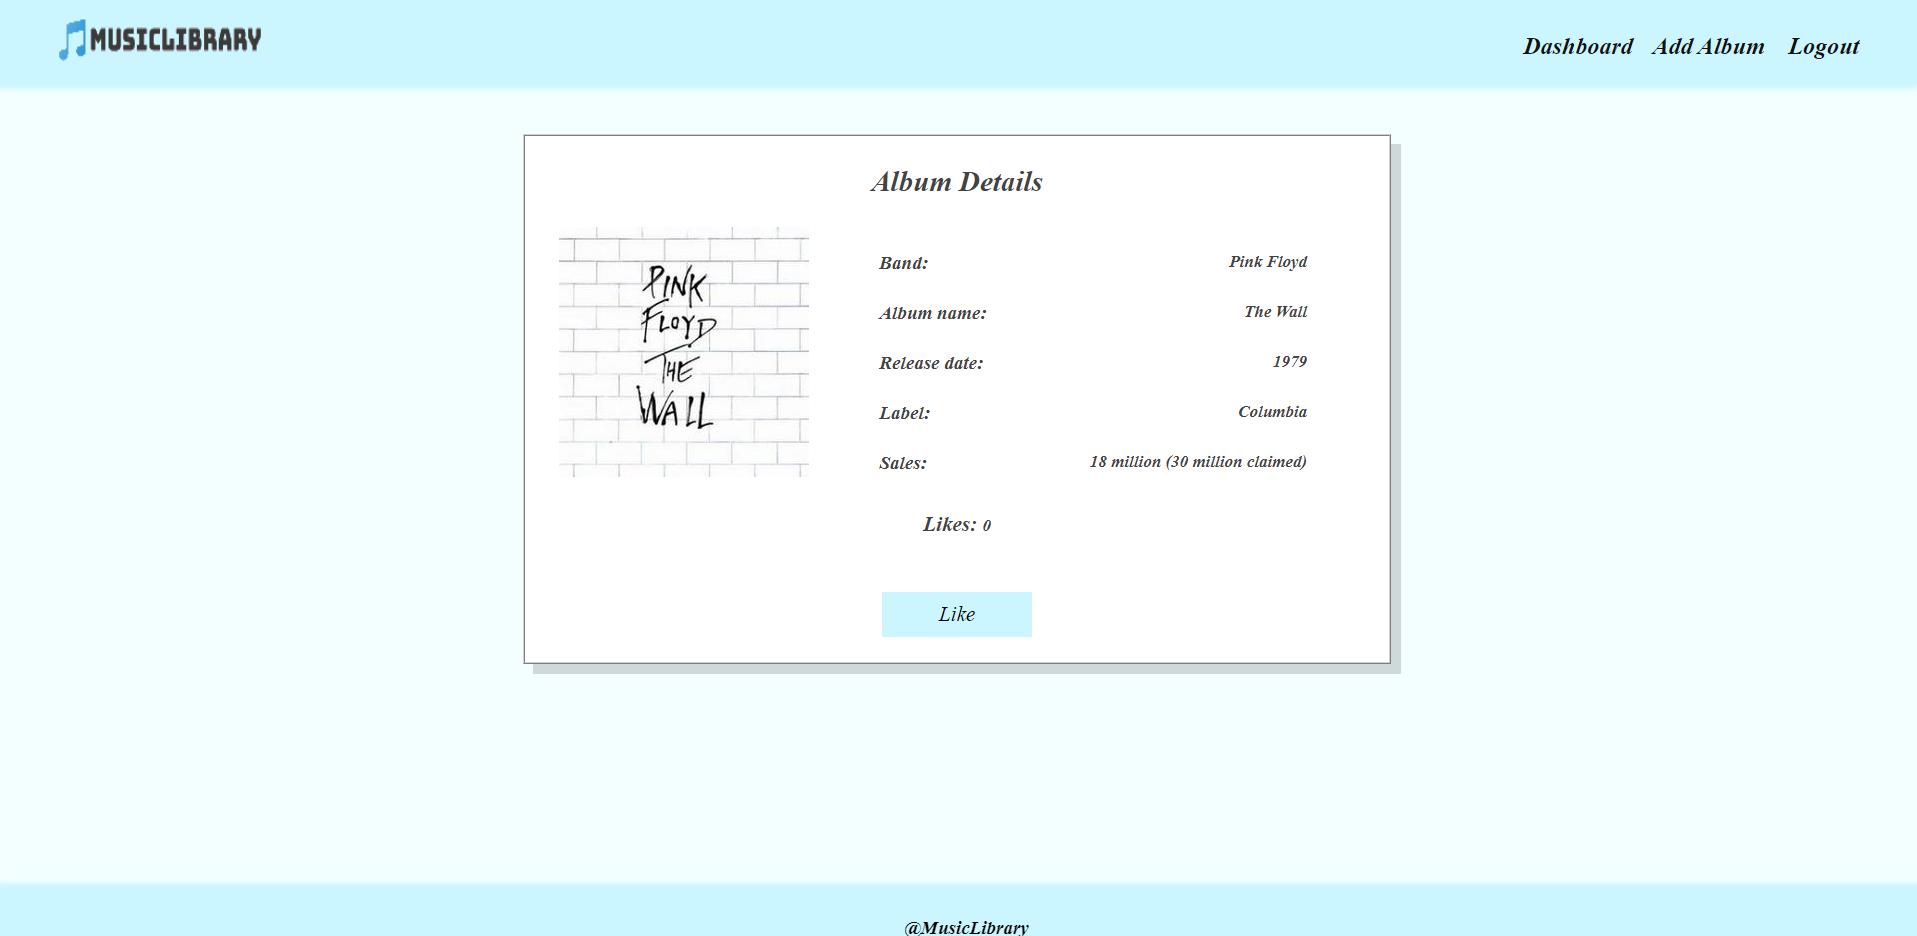 MUSICLIBRARY
Dashboard Add Album Logout
Album Details
PINK
FLOYD
THE
WALL
Band: Pink Floyd
Album name: The Wall
Release date: 1979
Label: Columbia
Sales: 18 million (30 million claimed)
Likes: 0
Like
@MusicLibrary